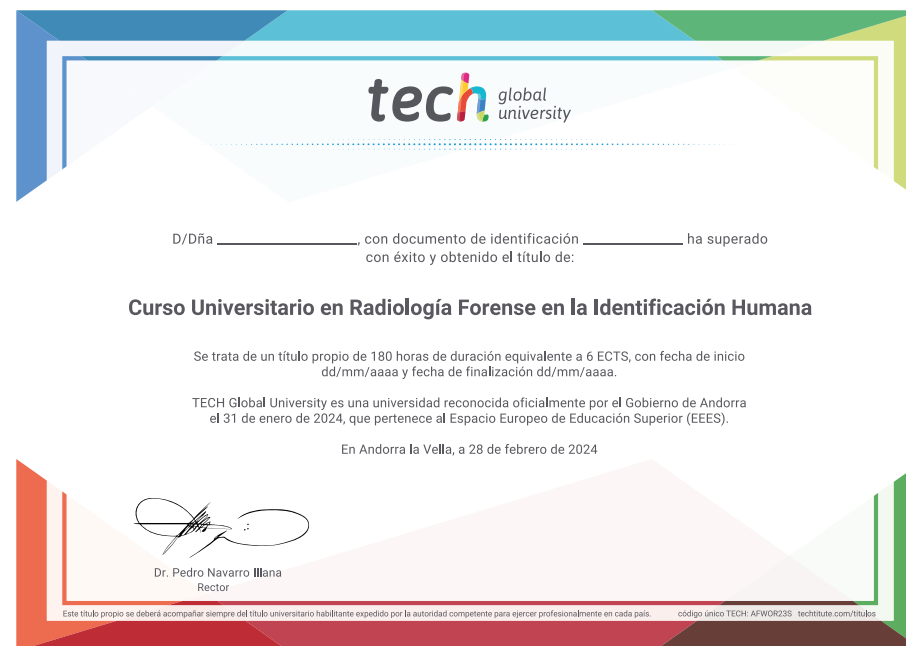 tech global university
D/Dña ________________, con documento de identificación ____________ ha superado
con éxito y obtenido el título de:
Curso Universitario en Radiología Forense en la Identificación Humana
Se trata de un título propio de 180 horas de duración equivalente a 6 ECTS, con fecha de inicio
dd/mm/aaaa y fecha de finalización dd/mm/aaaa.
TECH Global University es una universidad reconocida oficialmente por el Gobierno de Andorra
el 31 de enero de 2024, que pertenece al Espacio Europeo de Educación Superior (EEES).
En Andorra la Vella, a 28 de febrero de 2024
Dr. Pedro Navarro Illana
Rector
Este título propio se deberá acompañar siempre del título universitario habilitante expedido por la autoridad competente para ejercer profesionalmente en cada país. código único TECH: AFWOR23S techtitute.com/titulos